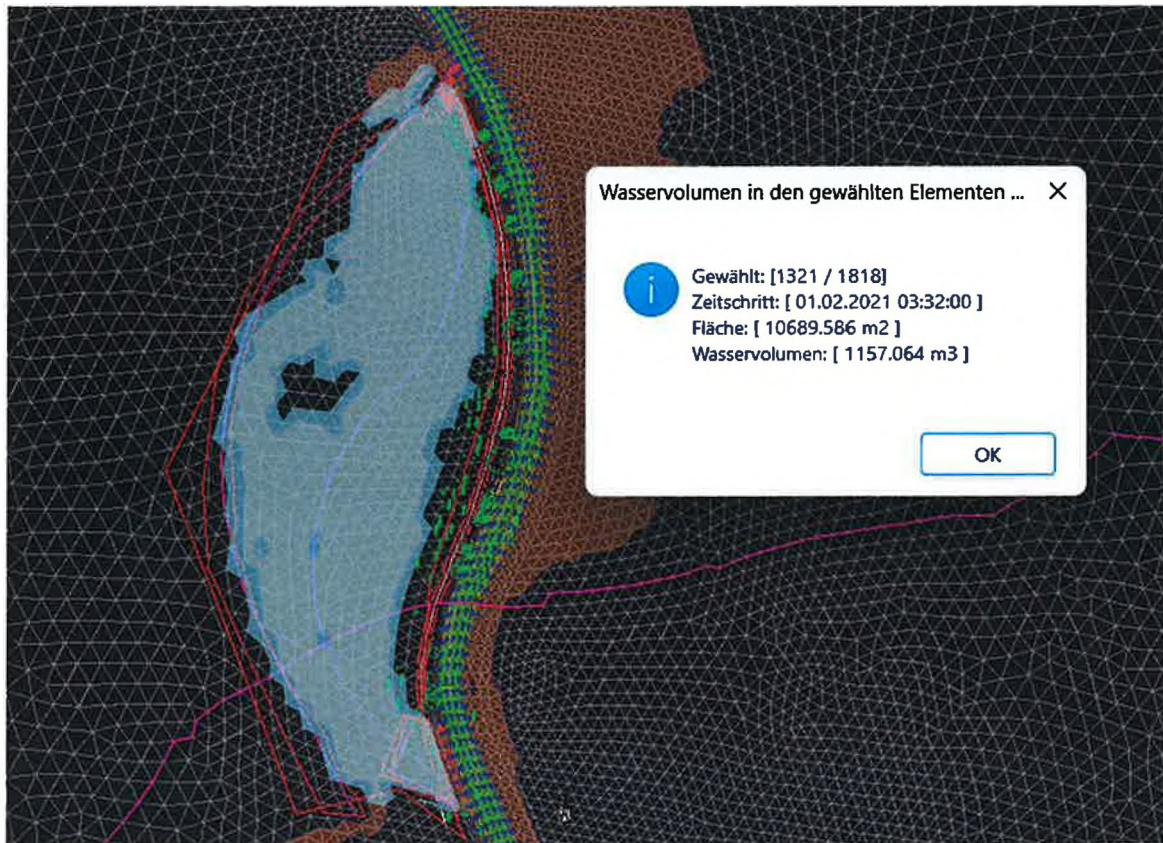 Wasservolumen in den gewählten Elementen ...
Gewählt: [1321 / 1818]
Zeitschritt: [ 01.02.2021 03:32:00 ]
Fläche: [ 10689.586 m2 ]
Wasservolumen: [ 1157.064 m3 ]
OK